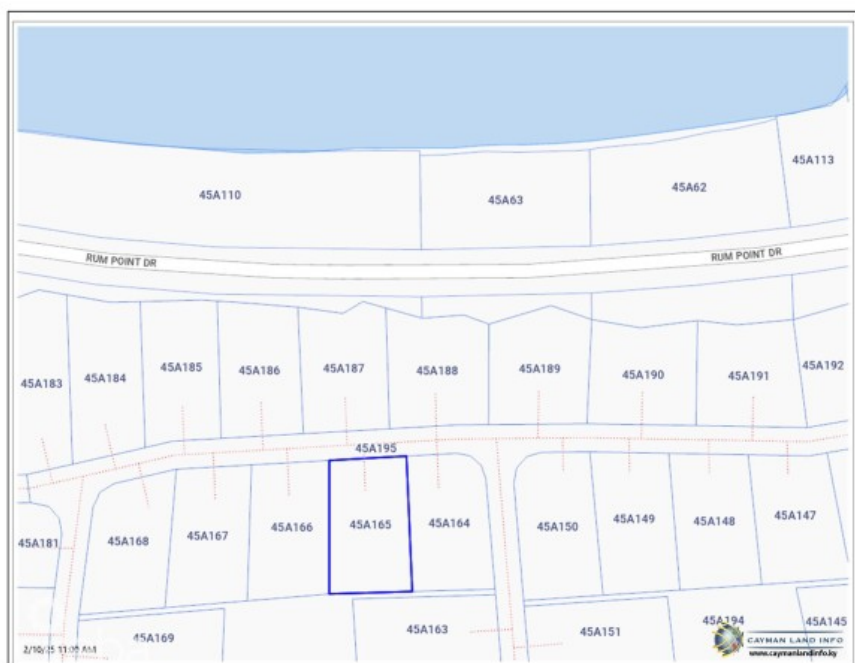 45A113
45A110
45A63
45A62
RUM POINT DR
RUM POINT DR
45A183
45A184
45A185
45A186
45A187
45A188
45A189
45A190
45A191
45A192
45A195
45A181
45A168
45A167
45A166
45A165
45A164
45A150
45A149
45A148
45A147
45A169
45A163
45A151
45A194
45A145
2/10/25 11:00 AM
CAYMAN LAND INFO
www.caymanlandinfo.ky